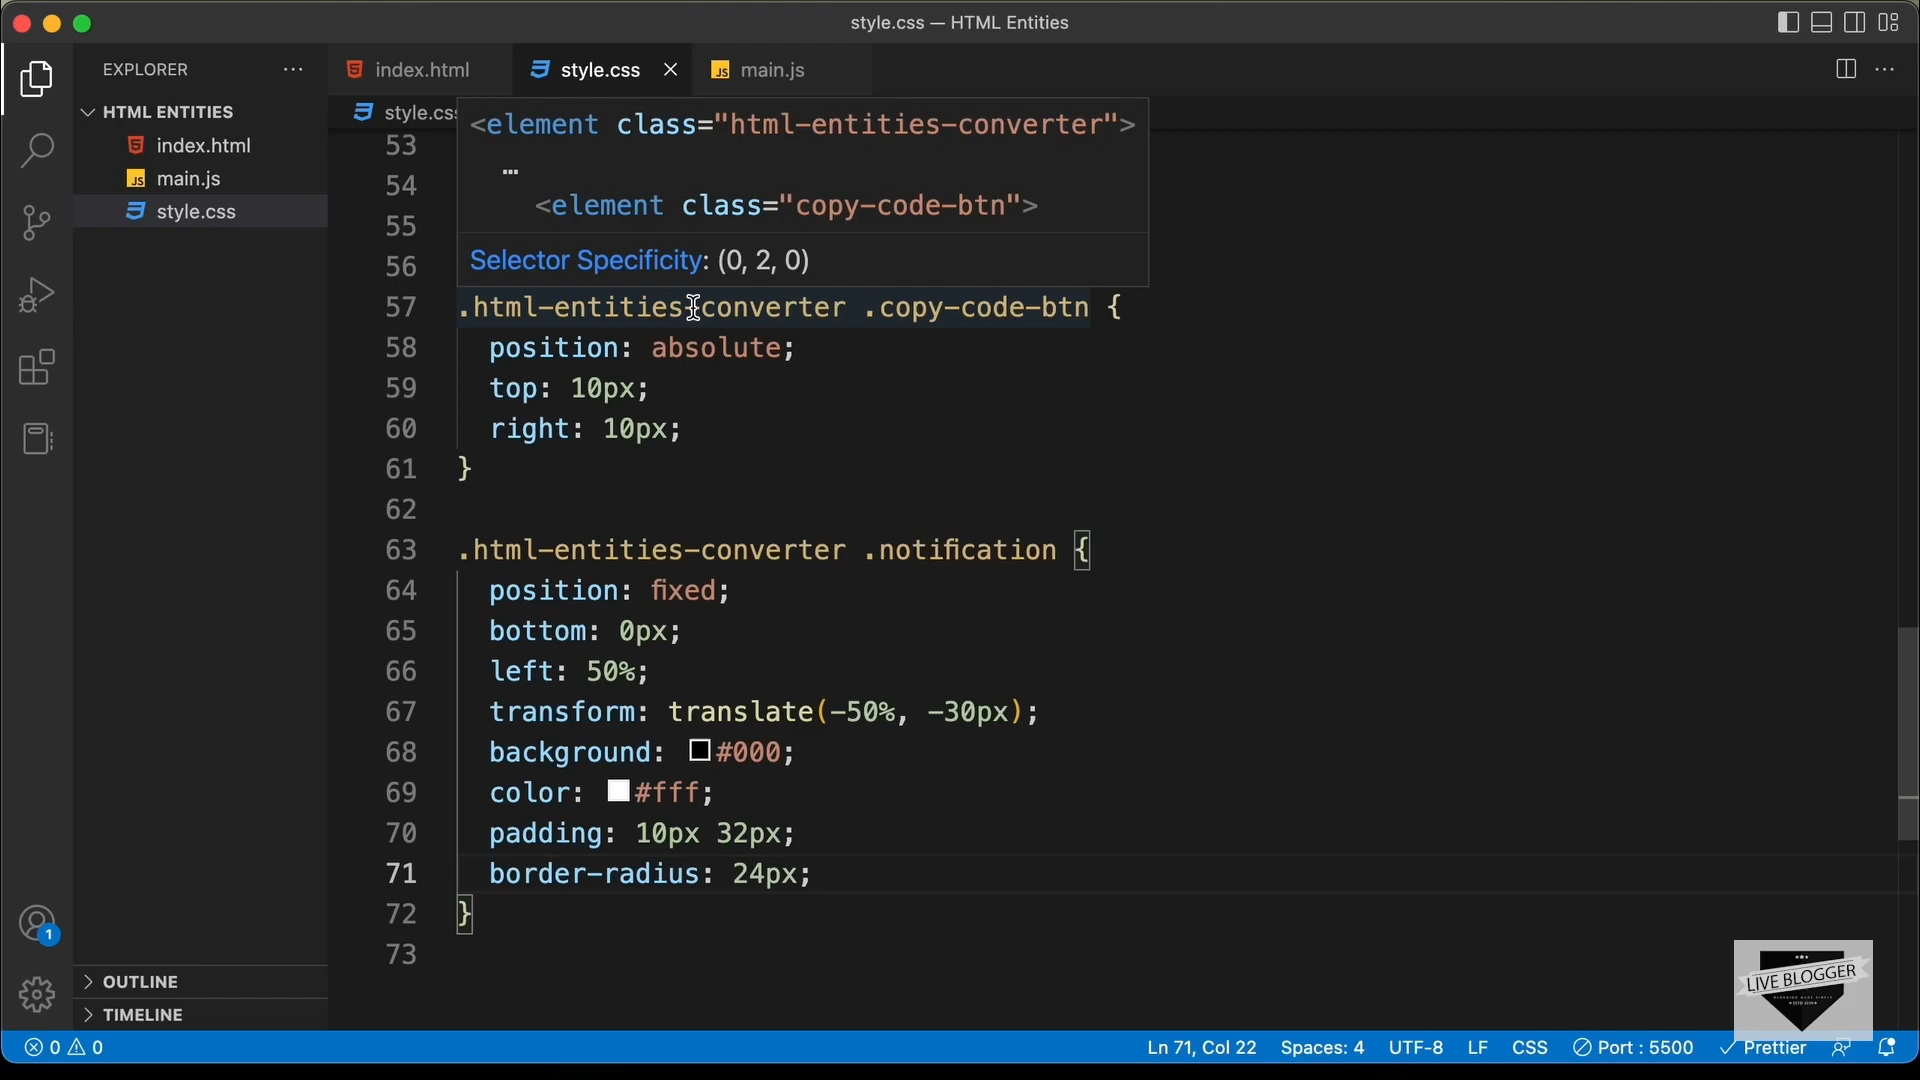 style.css — HTML Entities
EXPLORER
index.html
style.css
main.js
HTML ENTITIES
index.html
main.js
style.css
OUTLINE
TIMELINE
style.css
<element class="html-entities-converter">
…
<element class="copy-code-btn">
Selector Specificity: (0, 2, 0)
53
54
55
56
57 .html-entities-converter .copy-code-btn {
58 position: absolute;
59 top: 10px;
60 right: 10px;
61 }
62
63 .html-entities-converter .notification {
64 position: fixed;
65 bottom: 0px;
66 left: 50%;
67 transform: translate(-50%, -30px);
68 background: #000;
69 color: #fff;
70 padding: 10px 32px;
71 border-radius: 24px;
72 }
73
1
LIVE BLOGGER
0 0
Ln 71, Col 22
Spaces: 4
UTF-8
LF
CSS
Port : 5500
Prettier